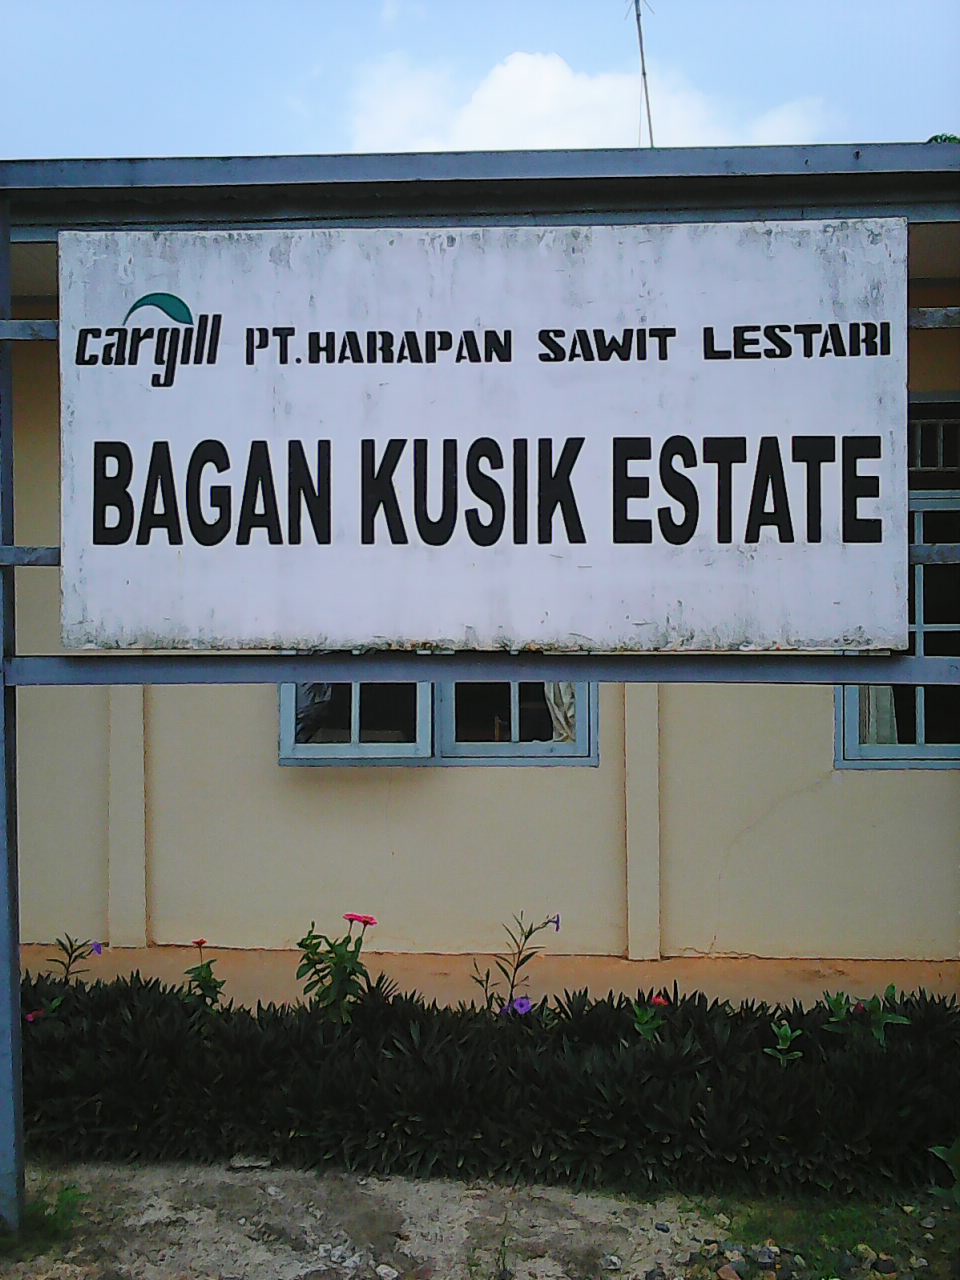 cargill PT.HARAPAN SAWIT LESTARI
BAGAN KUSIK ESTATE